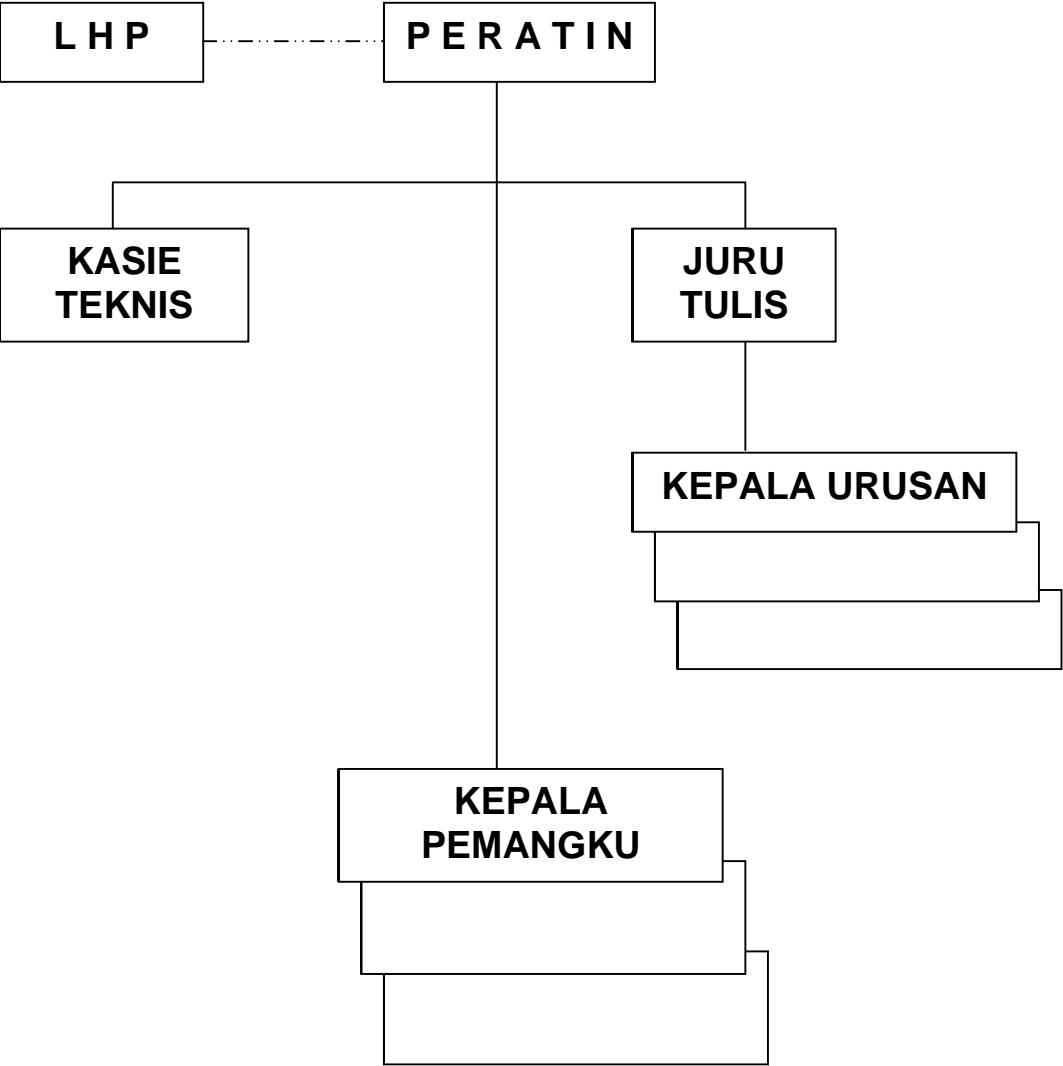 L H P
P E R A T I N
KASIE
TEKNIS
JURU
TULIS
KEPALA URUSAN
KEPALA
PEMANGKU